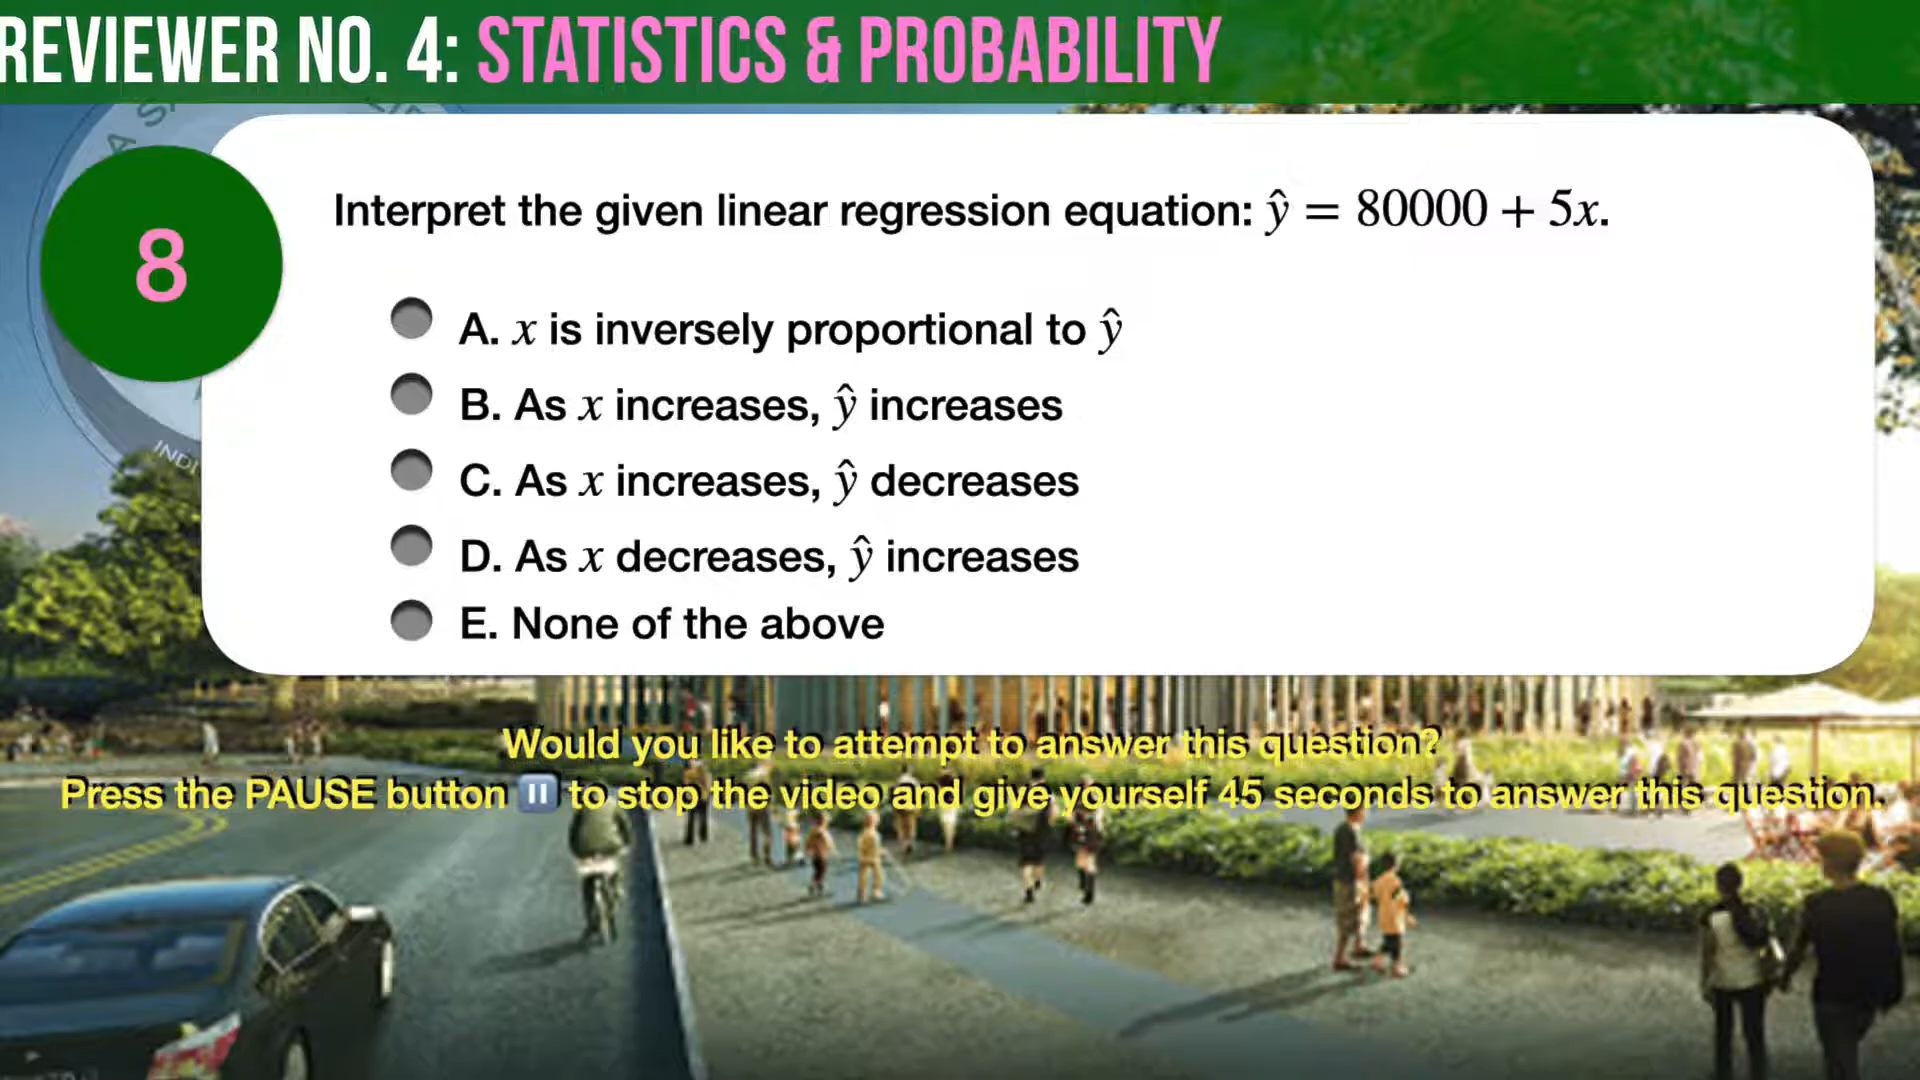 REVIEWER NO. 4: STATISTICS & PROBABILITY
8
Interpret the given linear regression equation: ŷ = 80000 + 5x.
A. x is inversely proportional to ŷ
B. As x increases, ŷ increases
C. As x increases, ŷ decreases
D. As x decreases, ŷ increases
E. None of the above
Would you like to attempt to answer this question?
Press the PAUSE button ⏸ to stop the video and give yourself 45 seconds to answer this question.